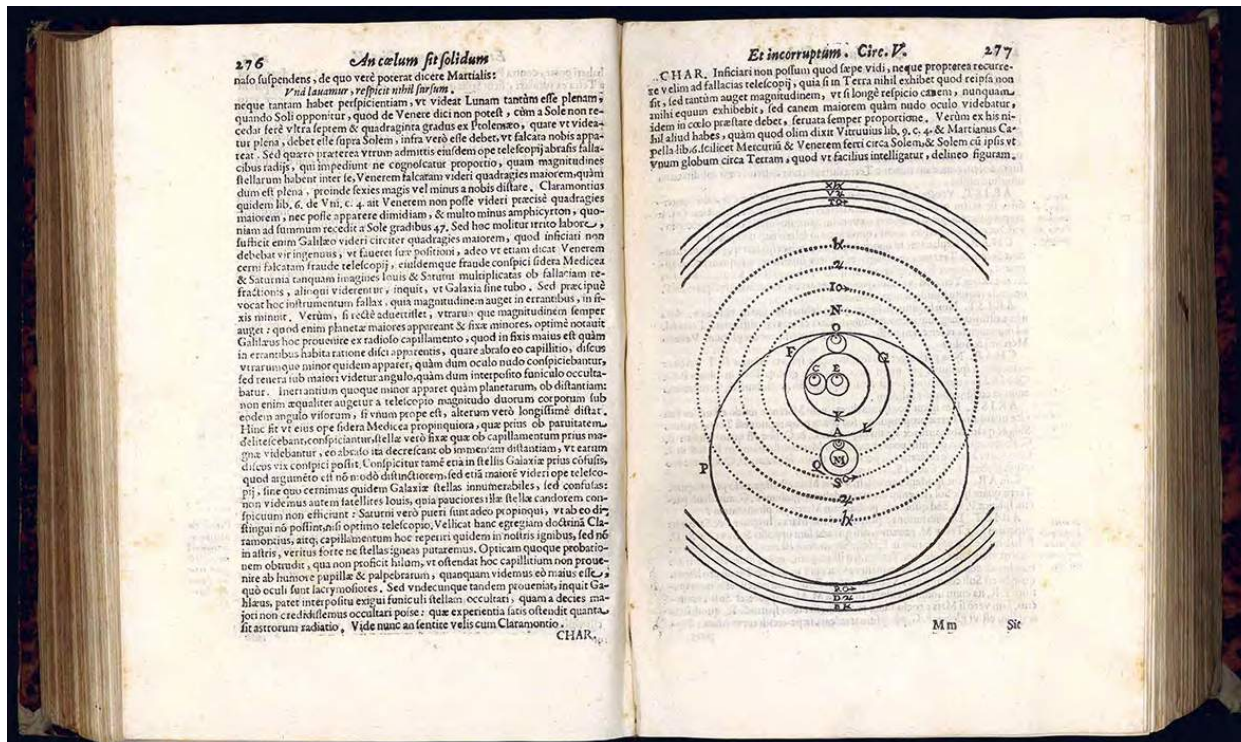 276 An cælum ſit ſolidum
naſo ſuſpendens, de quo verè poterat dicere Martialis:
Vnà lauamur, reſpicit nihil ſurſum.
neque tantam habet perſpicientiam, vt videat Lunam tantùm eſſe plenam,
quando Soli opponitur, quod de Venere dici non poteſt, cùm a Sole non re-
cedat ferè vltra ſeptem & quadraginta gradus ex Ptolemæo, quare vt videa-
tur plena, debet eſſe ſupra Solem, infra verò eſſe debet, vt falcata nobis appa-
reat. Sed quæro præterea vtrum admittis eiuſdem ope teleſcopij abraſis falla-
cibus radijs, qui impediunt ne cognoſcatur proportio, quam magnitudines
ſtellarum habent inter ſe, Venerem falcatam videri quadragies maiorem, quàm
dum eſt plena, proinde ſexies magis vel minus a nobis diſtare. Claramontius
quidem lib. 6. de Vni. c. 4. ait Venerem non poſſe videri præciſè quadragies
maiorem, nec poſſe apparere dimidiam, & multo minus amphicyrton, quo-
niam ad ſummum recedit a Sole gradibus 47. Sed hoc molitur irrito labore,
ſufficit enim Galilæo videri circiter quadragies maiorem, quod inficiari non
debebat vir ingenuus, vt faueret ſuæ poſitioni, adeo vt etiam dicat Venerem
cerni falcatam fraude teleſcopij, eiuſdemque fraude conſpici ſidera Medicea
& Saturnia tanquam imagines Iouis & Saturni multiplicatas ob fallaciam re-
fractionis, alioqui viderentur, inquit, vt Galaxia ſine tubo. Sed præcipuè
vocat hoc inſtrumentum fallax, quia magnitudinem auget in errantibus, in fi-
xis minuit. Verùm, ſi rectè aduertiſſet, vtrarumque magnitudinem ſemper
auget: quod enim planetæ maiores appareant & fixæ minores, optimè notauit
Galilæus hoc prouenire ex radioſo capillamento, quod in fixis maius eſt quàm
in errantibus habita ratione diſci apparentis, quare abraſo eo capillitio, diſcus
vtrarumque minor quidem apparet, quàm dum oculo nudo conſpiciebantur,
ſed reuera ſub maiori videtur angulo, quàm dum interpoſito funiculo occulta-
batur. Inerrantium quoque minor apparet quàm planetarum, ob diſtantiam:
non enim æqualiter augetur a teleſcopio magnitudo duorum corporum ſub
eodem angulo viſorum, ſi vnum prope eſt, alterum verò longiſſimè diſtat.
Hinc fit vt eius ope ſidera Medicea propinquiora, quæ prius ob paruitatem
deliteſcebant, conſpiciantur, ſtellæ verò fixæ quæ ob capillamentum prius ma-
gnæ videbantur, eo abraſo ita decreſcant ob immenſam diſtantiam, vt earum
diſcus vix conſpici poſſit. Conſpicitur tamẽ etiã in ſtellis Galaxiæ prius cõfuſis,
quod argumẽto eſt nõ modò diſtinctiorem, ſed etiã maiorẽ videri ope teleſco-
pij, ſine quo cernimus quidem Galaxiæ ſtellas innumerabiles, ſed confuſas:
non videmus autem ſatellites Iouis, quia pauciores illæ ſtellæ candorem con-
ſpicuum non efficiunt: Saturni verò pueri ſunt adeo propinqui, vt ab eo di-
ſtingui nõ poſſint, niſi optimo teleſcopio. Vellicat hanc egregiam doctrinã Cla-
ramontius, aitq; capillamentum hoc reperiri quidem in noſtris ignibus, ſed nõ
in aſtris, veritus forte ne ſtellas igneas putaremus. Opticam quoque probatio-
nem obtrudit, qua non proficit hilum, vt oſtendat hoc capillitium non proue-
nire ab humore pupillæ & palpebrarum, quanquam videmus eò maius eſſe,
quò oculi ſunt lacrymoſiores. Sed vndecunque tandem proueniat, inquit Ga-
lilæus, patet interpoſitu exigui funiculi ſtellam occultari, quam a decies ma-
jori non credidiſſemus occultari poſſe: quæ experientia ſatis oſtendit quanta
ſit aſtrorum radiatio. Vide nunc an ſentire velis cum Claramontio.
CHAR.
Et incorruptum. Circ. V. 277
CHAR. Inficiari non poſſum quod ſæpe vidi, neque propterea recurre-
re velim ad fallacias teleſcopij, quia ſi in Terra nihil exhibet quod reipſa non
ſit, ſed tantùm auget magnitudinem, vt ſi longè reſpicio canem, nunquam
mihi equum exhibebit, ſed canem maiorem quàm nudo oculo videbatur,
idem in cœlo præſtare debet, ſeruata ſemper proportione. Verùm ex his ni-
hil aliud habes, quàm quod olim dixit Vitruuius lib. 9. c. 4. & Martianus Ca-
pella lib. 6. ſcilicet Mercuriũ & Venerem ferri circa Solem, & Solem cũ ipſis vt
vnum globum circa Terram, quod vt facilius intelligatur, delineo figuram.
X♄
V♃
T♂
♄
♃
I♂
N
O
F
G
C E
K
A
L
M
P
Q
S♂
♃
♄
R♂
D♃
B♄
Mm Sit